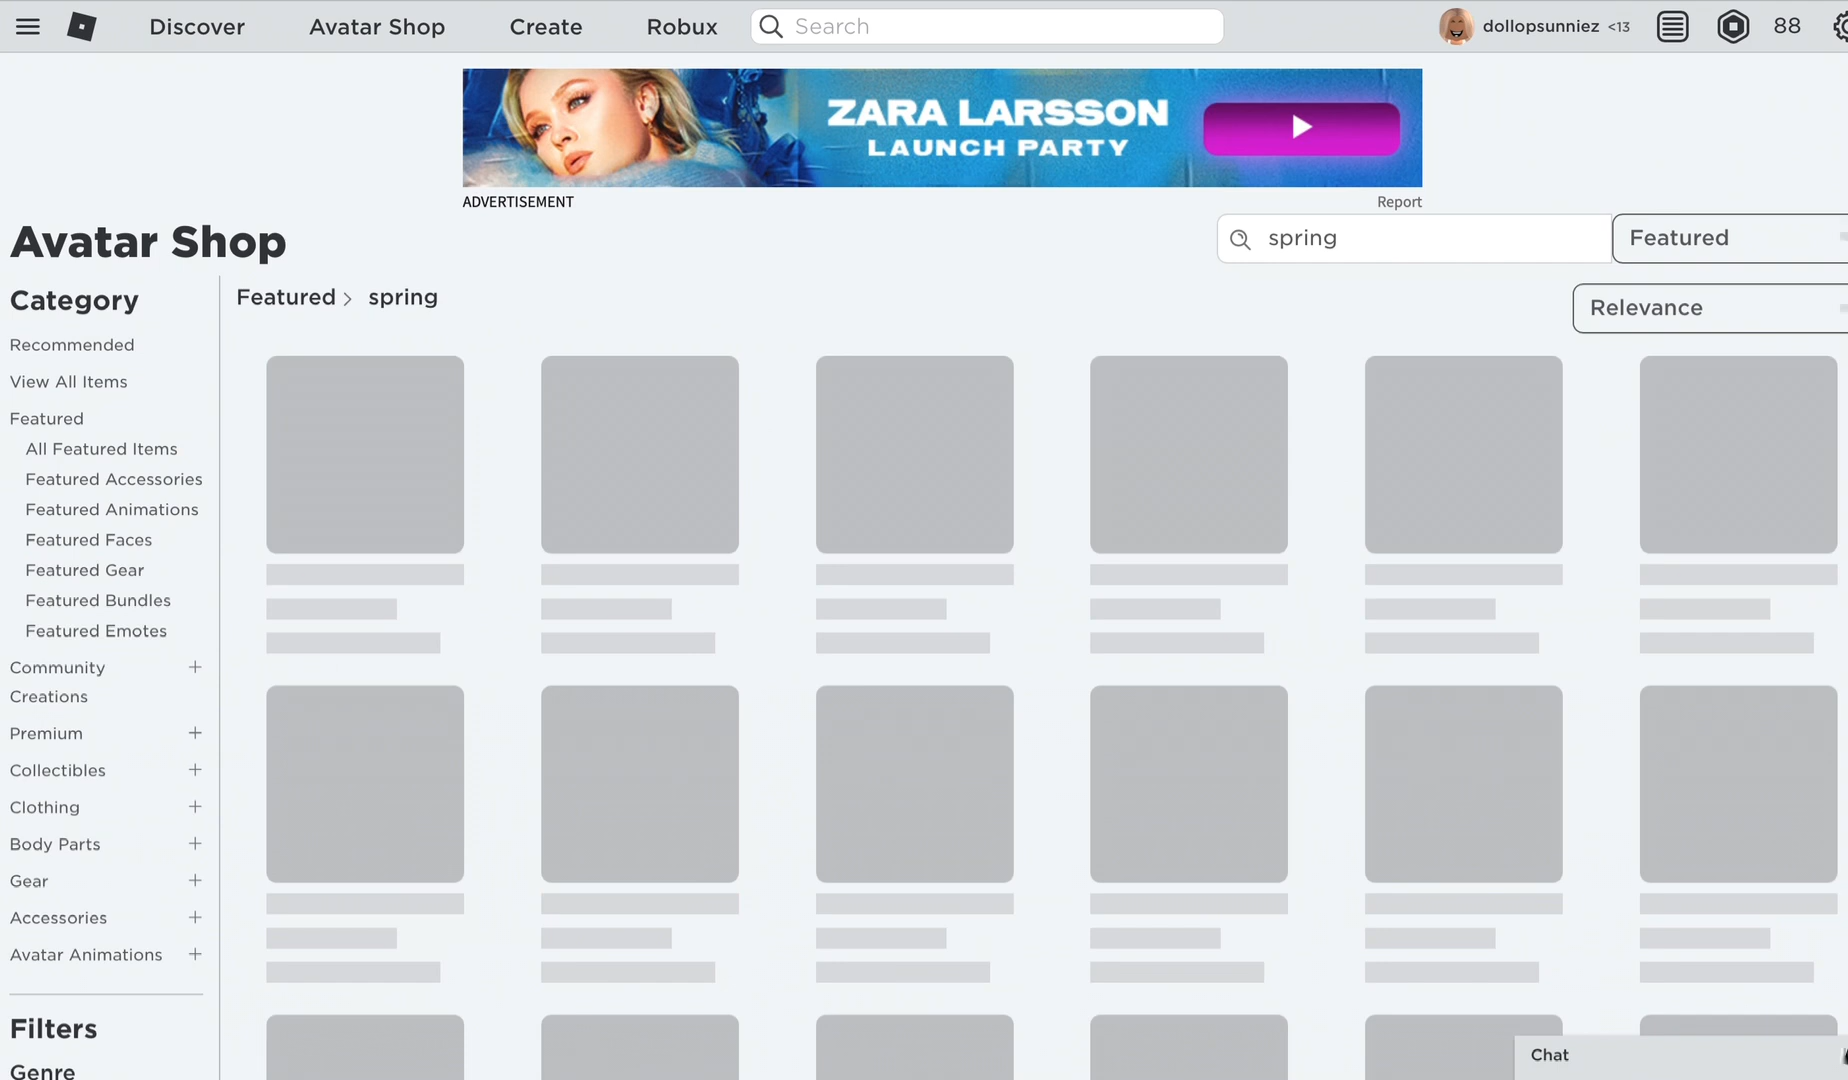 Discover
Avatar Shop
Create
Robux
Search
dollopsunniez <13
88
ZARA LARSSON
LAUNCH PARTY
ADVERTISEMENT
Report
Avatar Shop
spring
Featured
Category
Featured > spring
Relevance
Recommended
View All Items
Featured
All Featured Items
Featured Accessories
Featured Animations
Featured Faces
Featured Gear
Featured Bundles
Featured Emotes
Community +
Creations
Premium +
Collectibles +
Clothing +
Body Parts +
Gear +
Accessories +
Avatar Animations +
Filters
Genre
Chat